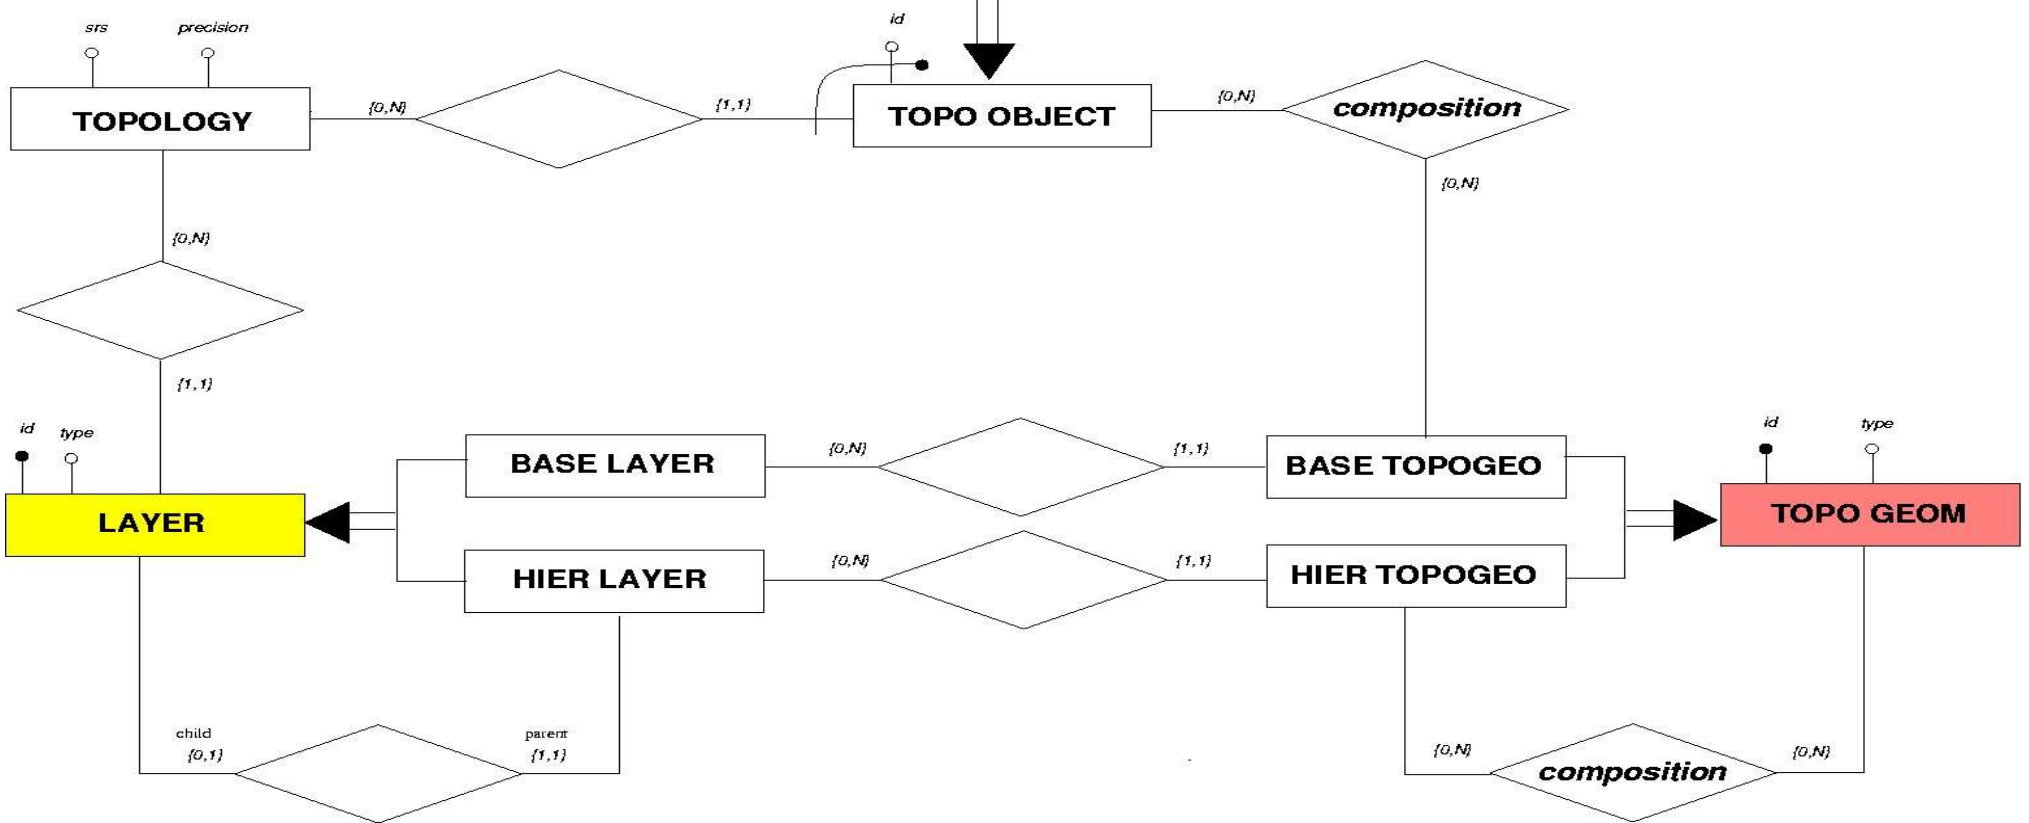 id
srs
precision
{0,N}
{1,1}
{0,N}
TOPOLOGY
TOPO OBJECT
composition
{0,N}
{0,N}
{1,1}
id
type
id
type
{0,N}
{1,1}
BASE LAYER
BASE TOPOGEO
LAYER
TOPO GEOM
{0,N}
{1,1}
HIER LAYER
HIER TOPOGEO
child
parent
{0,1}
{1,1}
{0,N}
{0,N}
composition